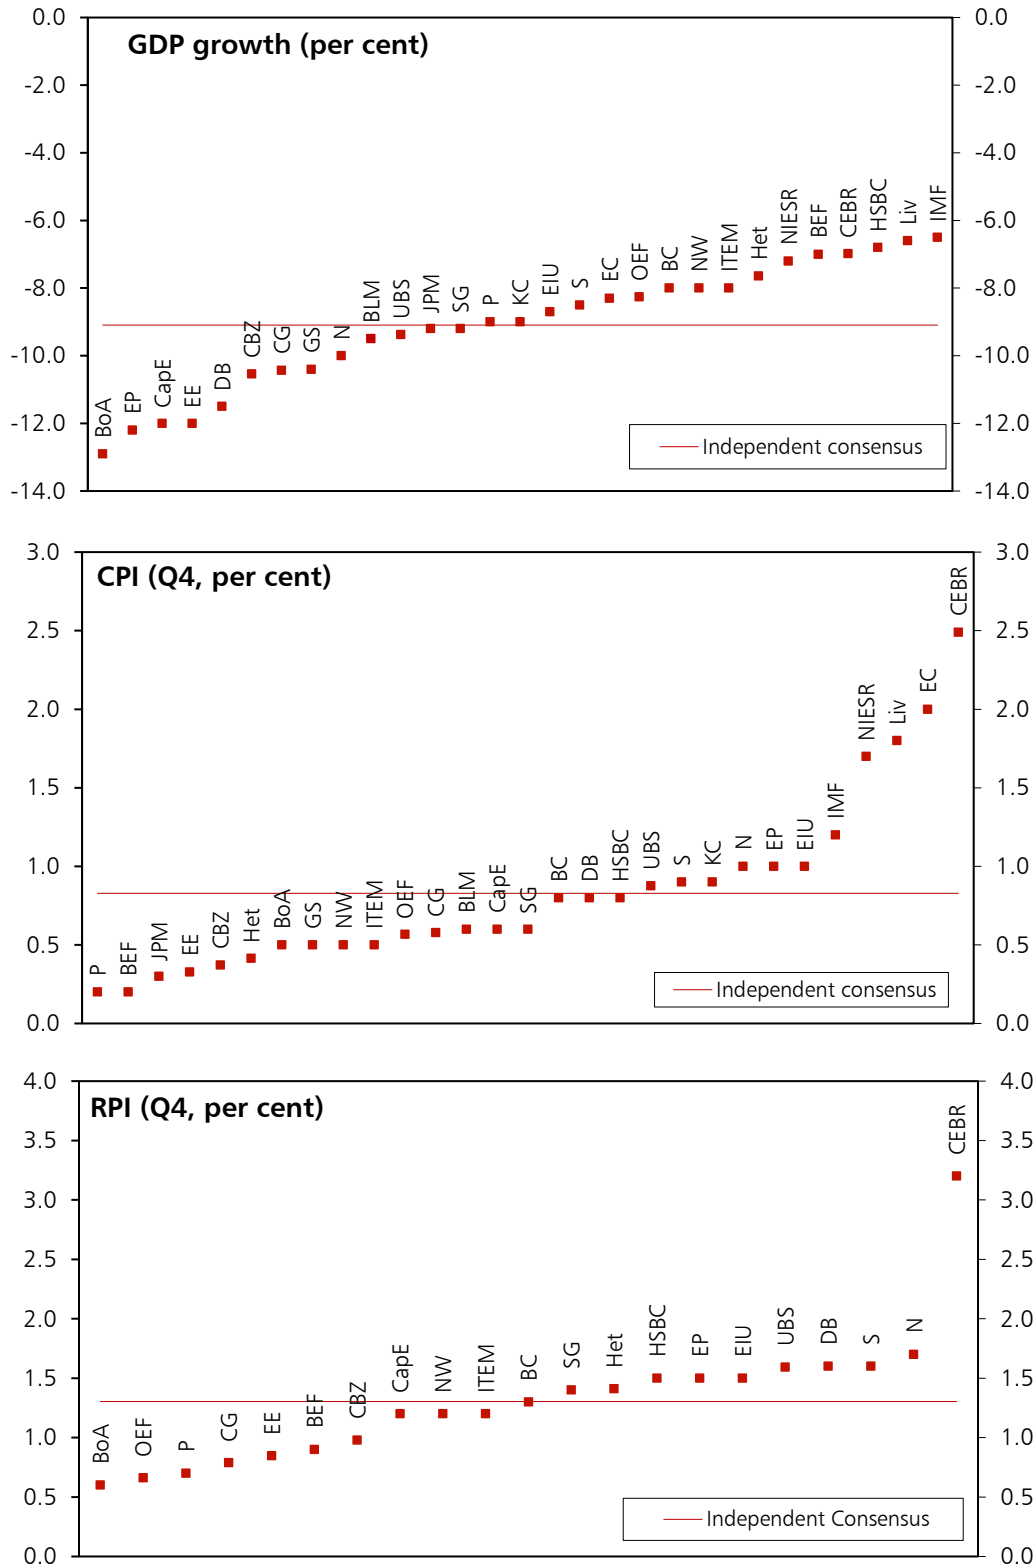 GDP growth (per cent)
0.0 0.0
-2.0 -2.0
-4.0 -4.0
-6.0 -6.0
-8.0 -8.0
-10.0 -10.0
-12.0 -12.0
-14.0 -14.0
BoA EP CapE EE DB CBZ CG GS N BLM UBS JPM SG P KC EIU S EC OEF BC NW ITEM Het NIESR BEF CEBR HSBC Liv IMF
Independent consensus
CPI (Q4, per cent)
3.0 3.0
2.5 2.5
2.0 2.0
1.5 1.5
1.0 1.0
0.5 0.5
0.0 0.0
P BEF JPM EE CBZ Het BoA GS NW ITEM OEF CG BLM CapE SG BC DB HSBC UBS S KC N EP EIU IMF NIESR Liv EC CEBR
Independent consensus
RPI (Q4, per cent)
4.0 4.0
3.5 3.5
3.0 3.0
2.5 2.5
2.0 2.0
1.5 1.5
1.0 1.0
0.5 0.5
0.0 0.0
BoA OEF P CG EE BEF CBZ CapE NW ITEM BC SG Het HSBC EP EIU UBS DB S N CEBR
Independent Consensus